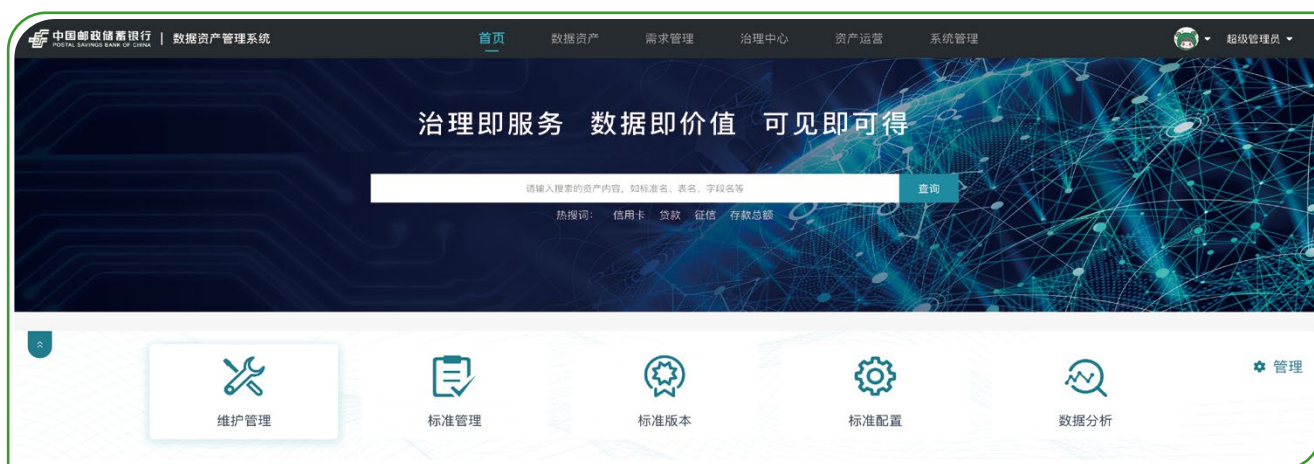 中国邮政储蓄银行 | 数据资产管理系统 首页 数据资产 需求管理 治理中心 资产运营 系统管理 超级管理员
POSTAL SAVINGS BANK OF CHINA
治理即服务 数据即价值 可见即可得
请输入搜索的资产内容，如标准名、表名、字段名等 查询
热搜词： 信用卡 贷款 征信 存款总额
管理
维护管理 标准管理 标准版本 标准配置 数据分析